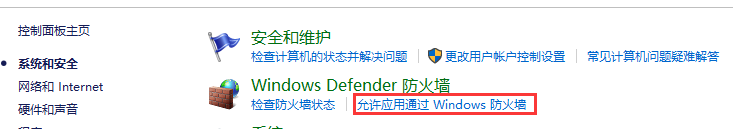 控制面板主页
系统和安全
网络和 Internet
硬件和声音
安全和维护
检查计算机的状态并解决问题
更改用户帐户控制设置
常见计算机问题疑难解答
Windows Defender 防火墙
检查防火墙状态
允许应用通过 Windows 防火墙